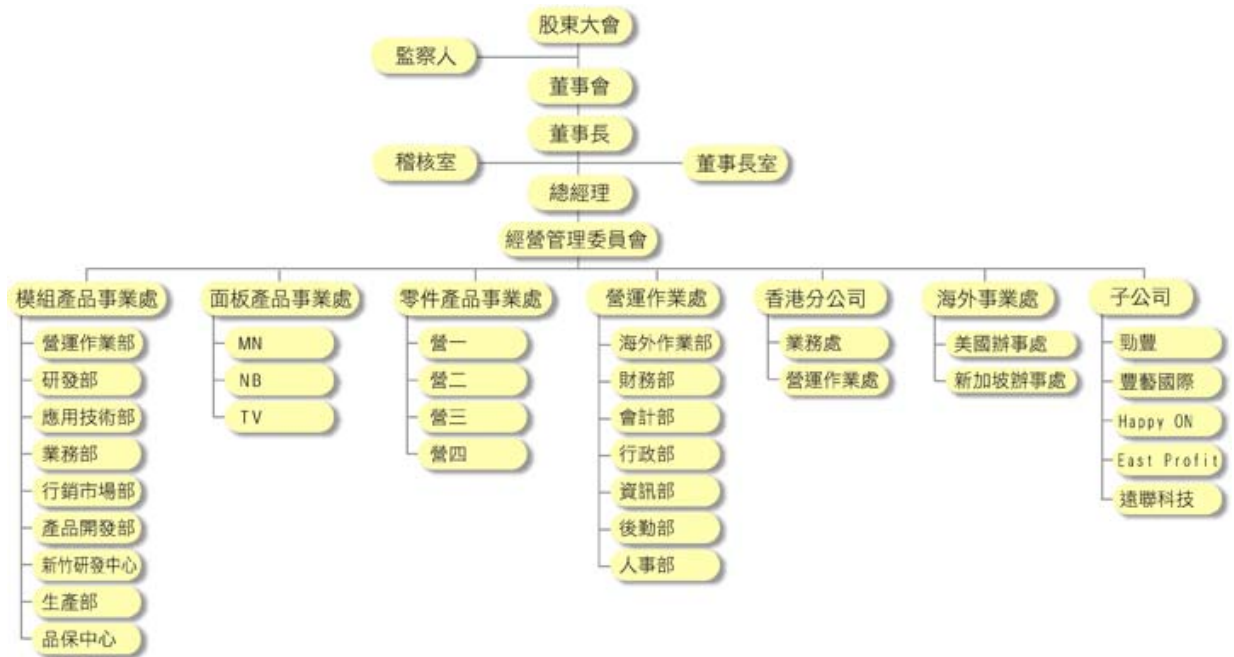 股東大會
監察人
董事會
董事長
稽核室
董事長室
總經理
經營管理委員會
模組產品事業處
營運作業部
研發部
應用技術部
業務部
行銷市場部
產品開發部
新竹研發中心
生產部
品保中心
面板產品事業處
MN
NB
TV
零件產品事業處
營一
營二
營三
營四
營運作業處
海外作業部
財務部
會計部
行政部
資訊部
後勤部
人事部
香港分公司
業務處
營運作業處
海外事業處
美國辦事處
新加坡辦事處
子公司
勁豐
豐藝國際
Happy ON
East Profit
遠聯科技